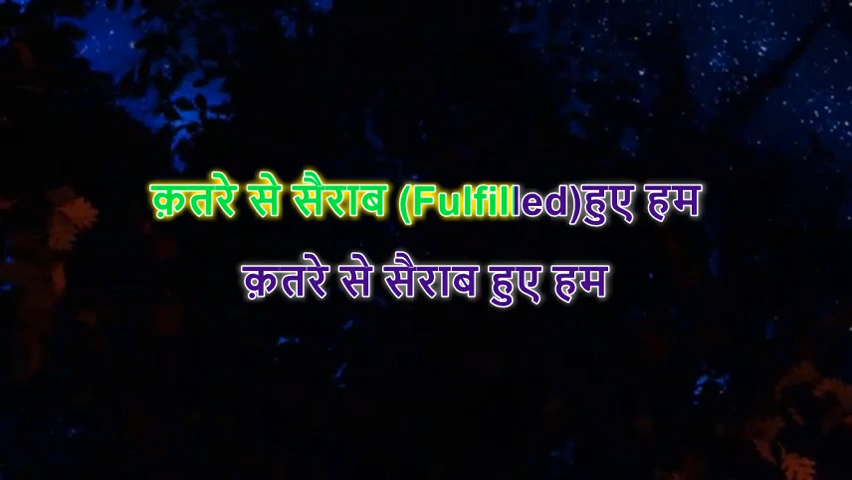 क़तरे से सैराब (Fulfilled)हुए हम
क़तरे से सैराब हुए हम